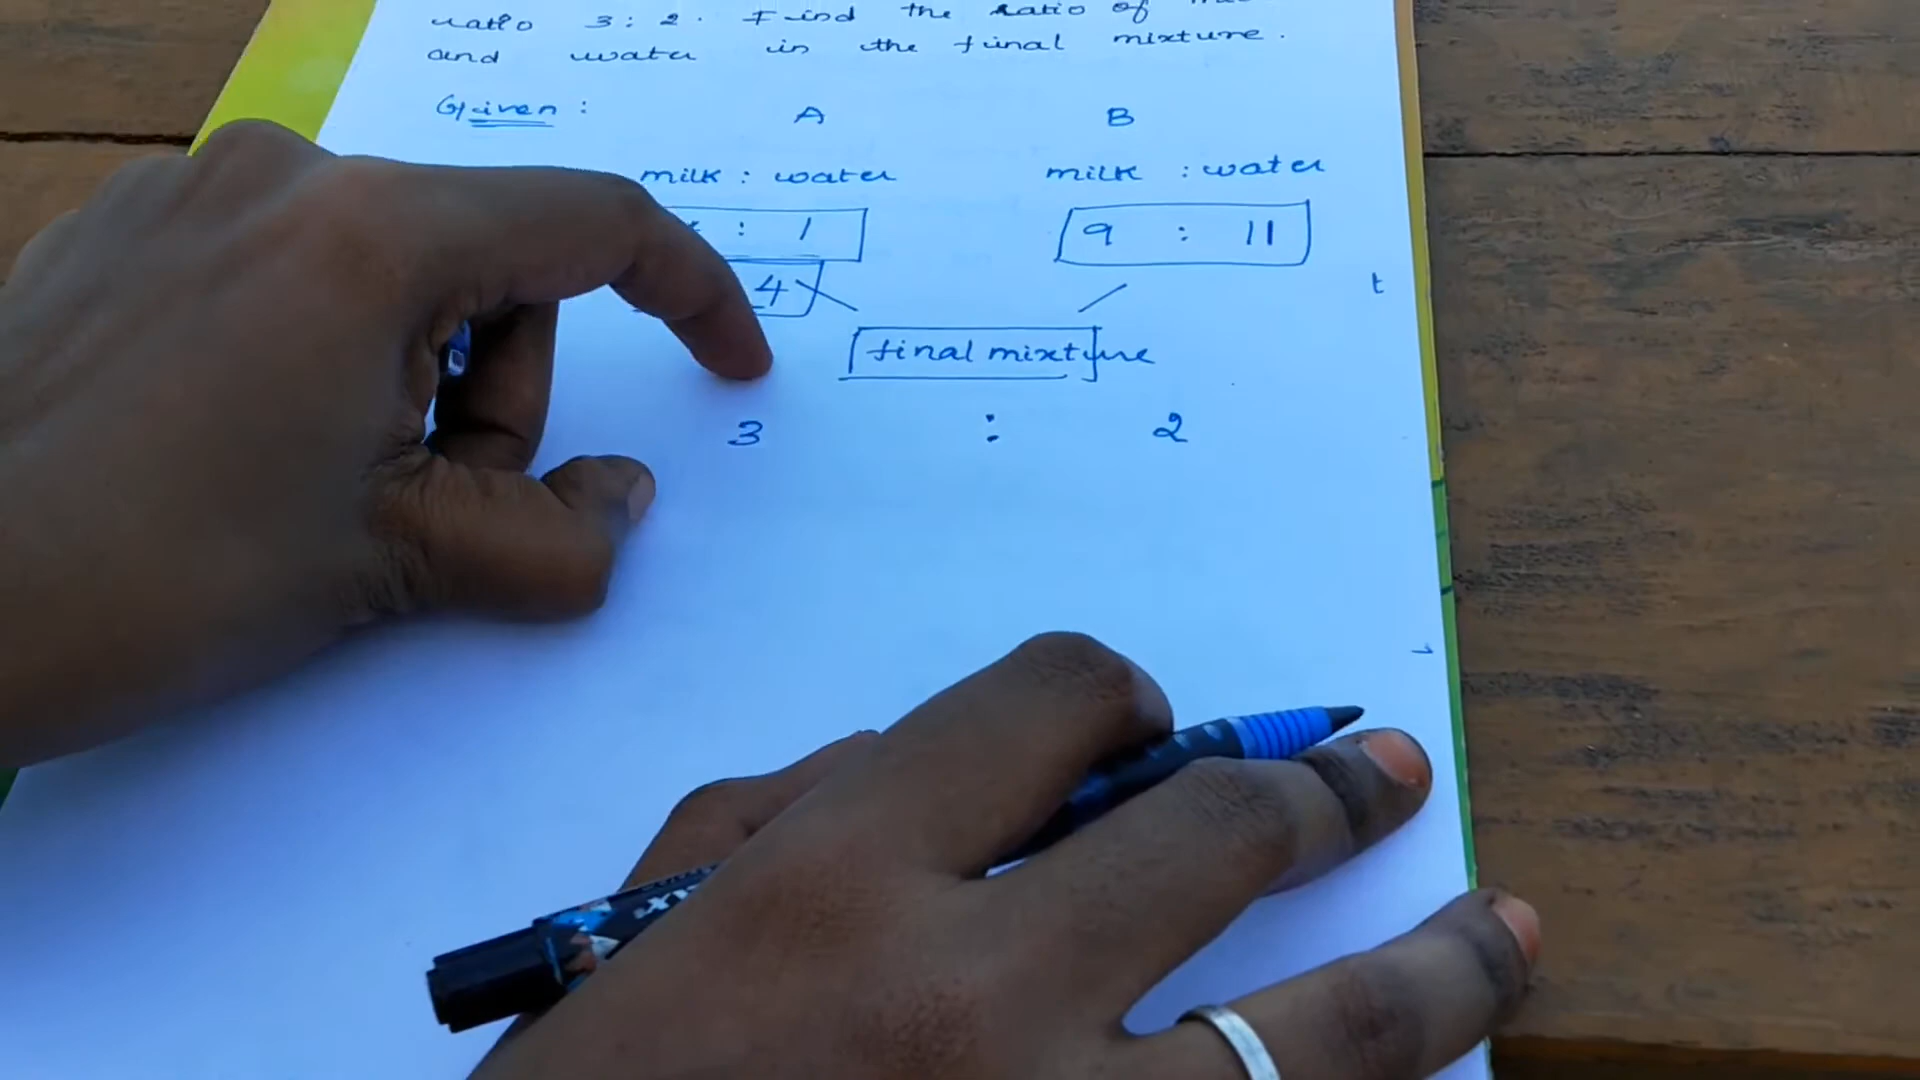 ratio 3 : 2 . Find the ratio of
and water in the final mixture .
Given : A B
milk : water milk : water
: 1 9 : 11
4
final mixture
3 : 2